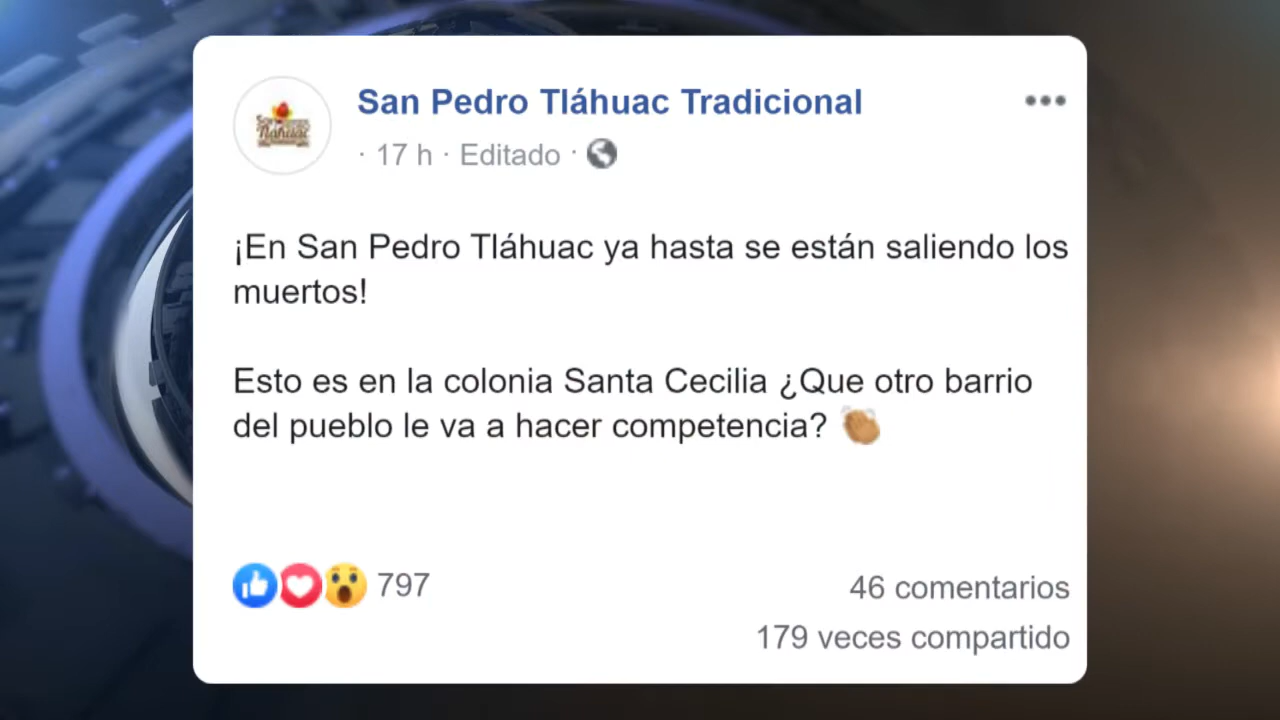 San Pedro Tláhuac Tradicional
· 17 h · Editado ·
¡En San Pedro Tláhuac ya hasta se están saliendo los
muertos!
Esto es en la colonia Santa Cecilia ¿Que otro barrio
del pueblo le va a hacer competencia? 👏
797
46 comentarios
179 veces compartido